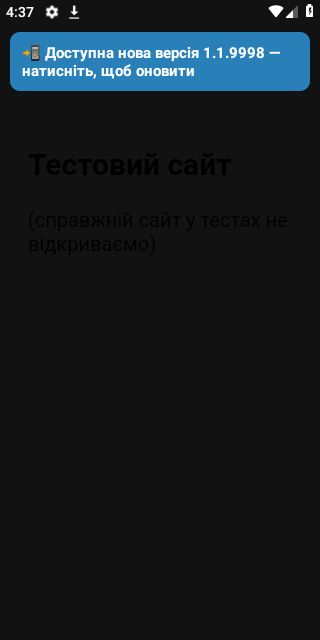 4:37
📲 Доступна нова версія 1.1.9998 —
натисніть, щоб оновити
Тестовий сайт
(справжній сайт у тестах не
відкриваємо)